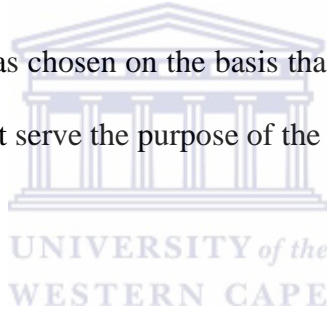 as chosen on the basis tha
t serve the purpose of the
UNIVERSITY of the
WESTERN CAPE